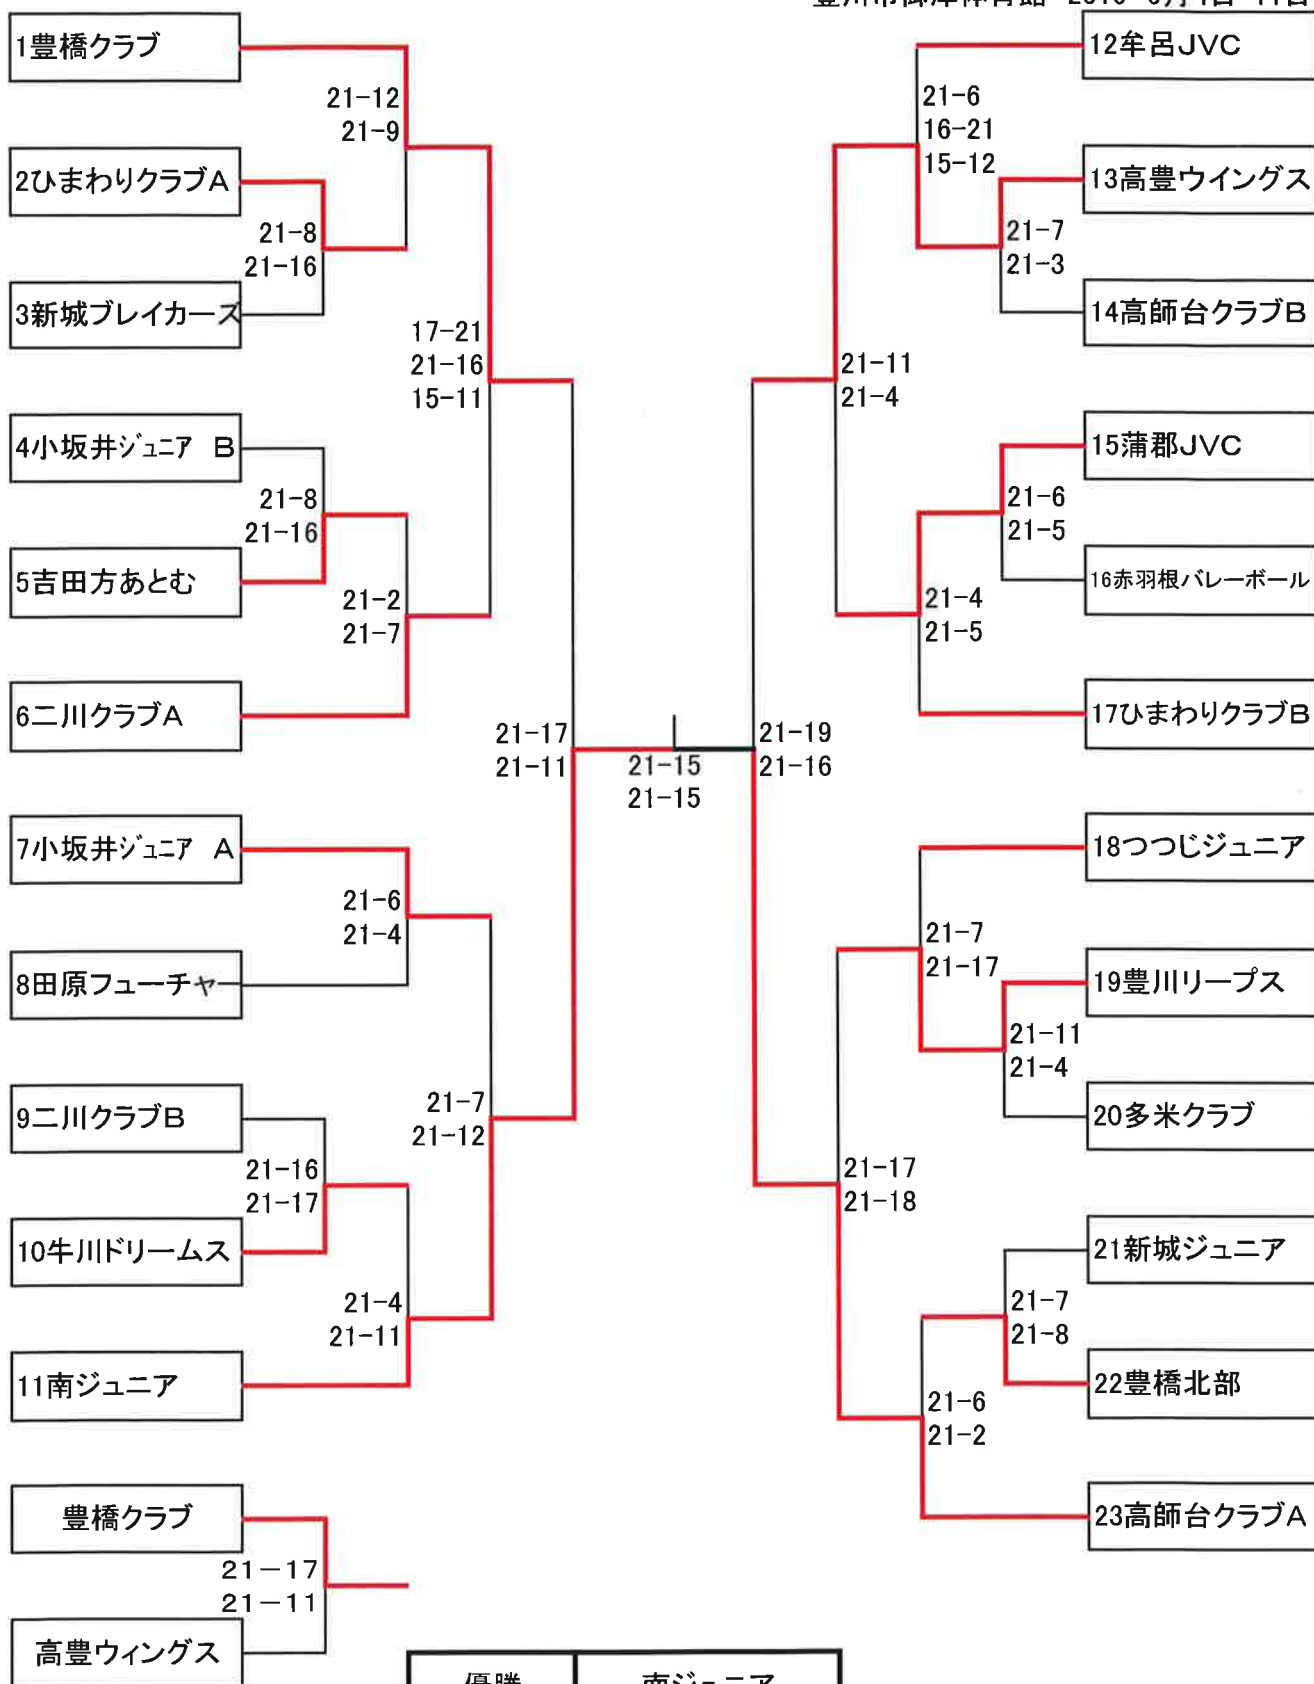 1豊橋クラブ
21-12
21-9
2ひまわりクラブA
21-8
21-16
3新城ブレイカーズ
17-21
21-16
15-11
4小坂井ジュニア B
21-8
21-16
5吉田方あとむ
21-2
21-7
6二川クラブA
21-17
21-11
7小坂井ジュニア A
21-6
21-4
8田原フューチャー
9二川クラブB
21-7
21-12
21-16
21-17
10牛川ドリームス
21-4
21-11
11南ジュニア
21-15
21-15
12牟呂JVC
21-6
16-21
15-12
13高豊ウイングス
21-7
21-3
14高師台クラブB
21-11
21-4
15蒲郡JVC
21-6
21-5
16赤羽根バレーボール
21-4
21-5
17ひまわりクラブB
21-19
21-16
18つつじジュニア
21-7
21-17
19豊川リープス
21-11
21-4
20多米クラブ
21-17
21-18
21新城ジュニア
21-7
21-8
22豊橋北部
21-6
21-2
23高師台クラブA
豊橋クラブ
21-17
21-11
高豊ウィングス
優勝 南ジュニア